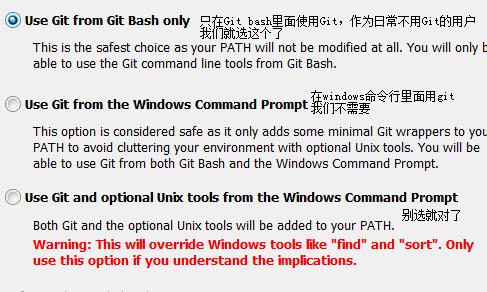 Use Git from Git Bash only 只在Git bash里面使用Git，作为日常不用Git的用户
我们就选这个了
This is the safest choice as your PATH will not be modified at all. You will only b
able to use the Git command line tools from Git Bash.
Use Git from the Windows Command Prompt 在windows命令行里面用git
我们不需要
This option is considered safe as it only adds some minimal Git wrappers to you
PATH to avoid cluttering your environment with optional Unix tools. You will be
able to use Git from both Git Bash and the Windows Command Prompt.
Use Git and optional Unix tools from the Windows Command Prompt
别选就对了
Both Git and the optional Unix tools will be added to your PATH.
Warning: This will override Windows tools like "find" and "sort". Only
use this option if you understand the implications.